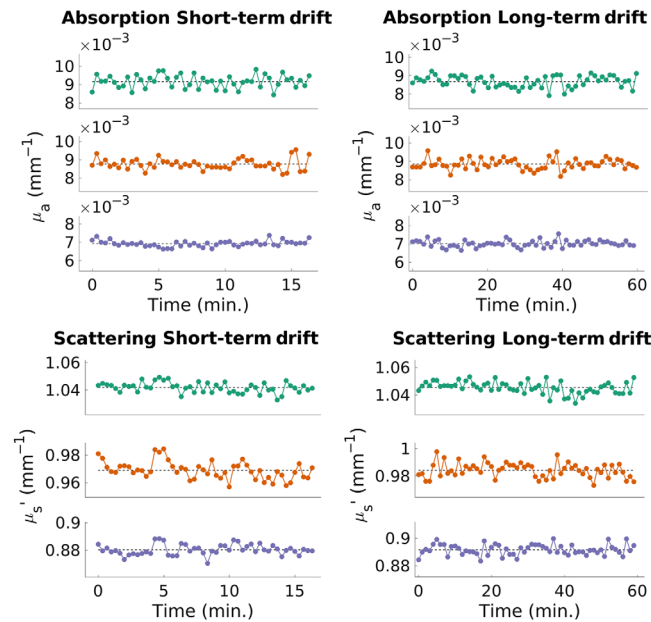 Absorption Short-term drift
×10⁻³
10
9
8
×10⁻³
10
9
8
×10⁻³
8
7
6
μa (mm⁻¹)
0 5 10 15
Time (min.)
Absorption Long-term drift
×10⁻³
10
9
8
×10⁻³
10
9
8
×10⁻³
8
7
6
μa (mm⁻¹)
0 20 40 60
Time (min.)
Scattering Short-term drift
1.06
1.04
0.98
0.96
0.9
0.88
μs' (mm⁻¹)
0 5 10 15
Time (min.)
Scattering Long-term drift
1.06
1.04
1
0.98
0.9
0.88
μs' (mm⁻¹)
0 20 40 60
Time (min.)